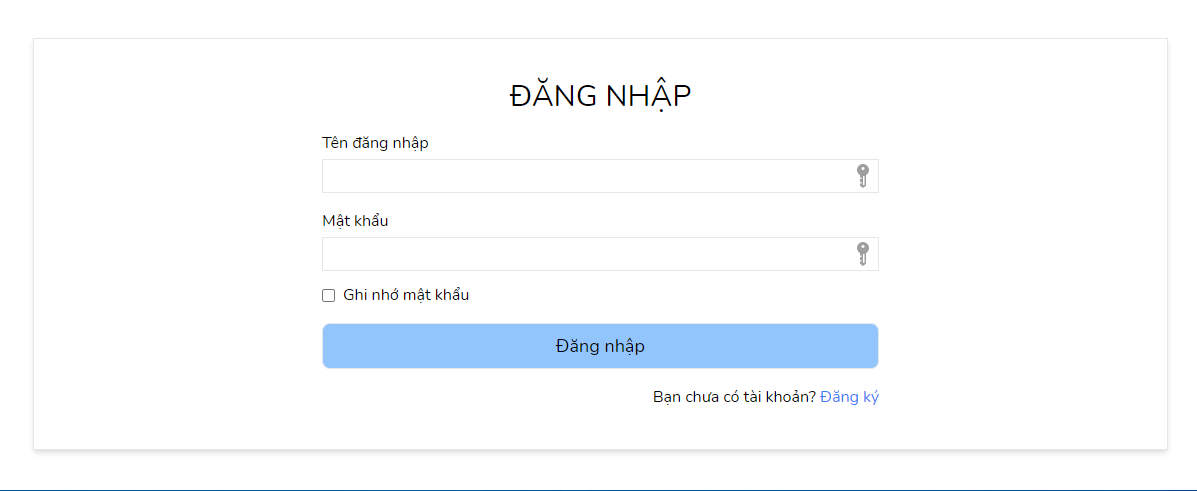 ĐĂNG NHẬP
Tên đăng nhập
Mật khẩu
Ghi nhớ mật khẩu
Đăng nhập
Bạn chưa có tài khoản? Đăng ký